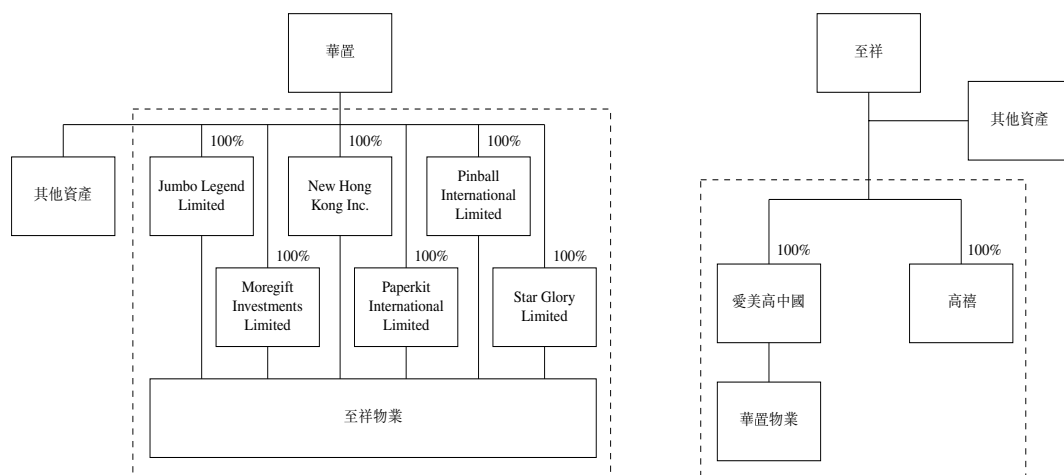 華置
至祥
其他資產
100%
100%
100%
其他資產
Jumbo Legend
Limited
New Hong
Kong Inc.
Pinball
International
Limited
100%
100%
100%
100%
100%
Moregift
Investments
Limited
Paperkit
International
Limited
Star Glory
Limited
愛美高中國
高禧
至祥物業
華置物業